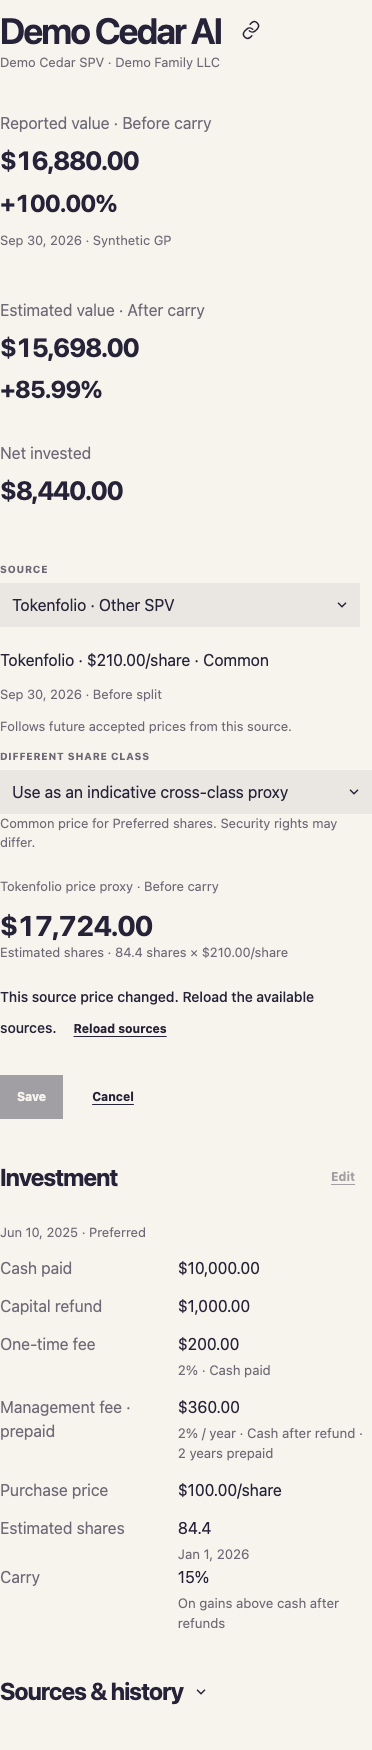 Demo Cedar AI
Demo Cedar SPV · Demo Family LLC
Reported value · Before carry
$16,880.00
+100.00%
Sep 30, 2026 · Synthetic GP
Estimated value · After carry
$15,698.00
+85.99%
Net invested
$8,440.00
SOURCE
Tokenfolio · Other SPV
Tokenfolio · $210.00/share · Common
Sep 30, 2026 · Before split
Follows future accepted prices from this source.
DIFFERENT SHARE CLASS
Use as an indicative cross-class proxy
Common price for Preferred shares. Security rights may
differ.
Tokenfolio price proxy · Before carry
$17,724.00
Estimated shares · 84.4 shares × $210.00/share
This source price changed. Reload the available
sources. Reload sources
Save Cancel
Investment Edit
Jun 10, 2025 · Preferred
Cash paid $10,000.00
Capital refund $1,000.00
One-time fee $200.00
2% · Cash paid
Management fee · $360.00
prepaid 2% / year · Cash after refund ·
2 years prepaid
Purchase price $100.00/share
Estimated shares 84.4
Jan 1, 2026
Carry 15%
On gains above cash after
refunds
Sources & history